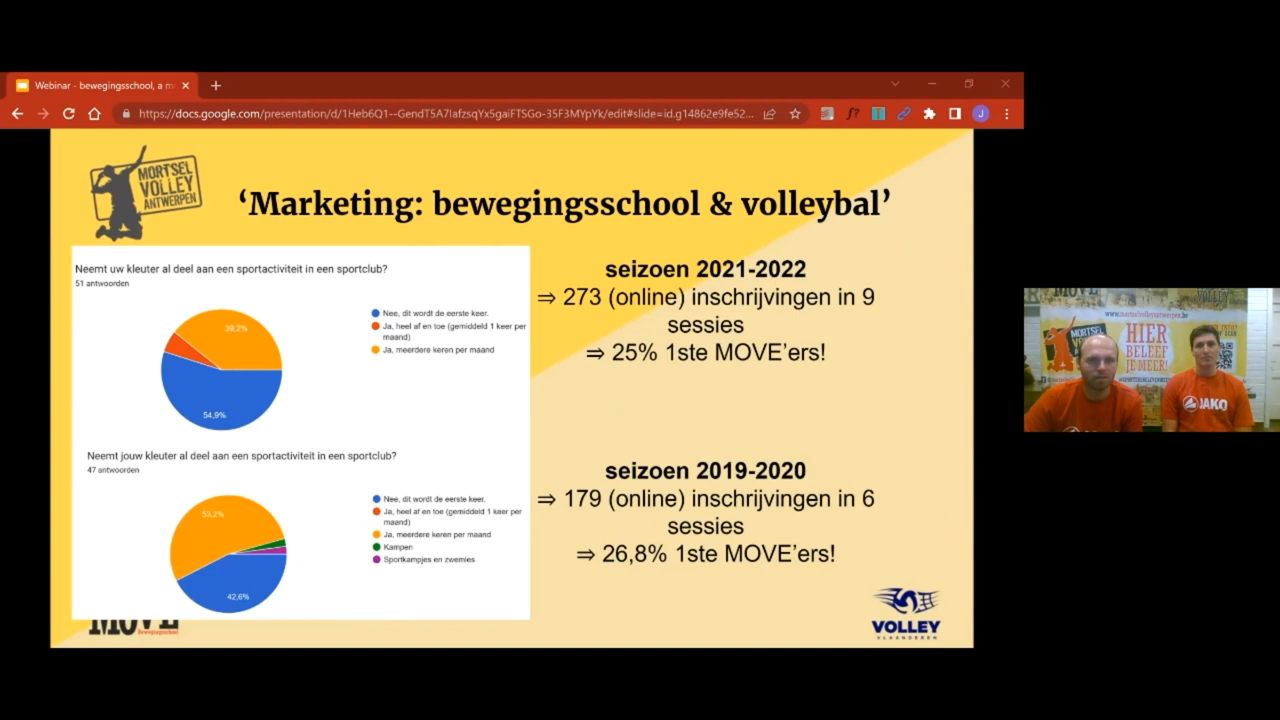 Webinar - bewegingsschool, a m
https://docs.google.com/presentation/d/1Heb6Q1--GendT5A7lafzsqYx5gaiFTSGo-35F3MYpYk/edit#slide=id.g14862e9fe52...
f?
J
MORTSEL
VOLLEY
ANTWERPEN
‘Marketing: bewegingsschool & volleybal’
Neemt uw kleuter al deel aan een sportactiviteit in een sportclub?
51 antwoorden
39,2%
54,9%
Nee, dit wordt de eerste keer.
Ja, heel af en toe (gemiddeld 1 keer per
maand)
Ja, meerdere keren per maand
Neemt jouw kleuter al deel aan een sportactiviteit in een sportclub?
47 antwoorden
53,2%
42,6%
Nee, dit wordt de eerste keer.
Ja, heel af en toe (gemiddeld 1 keer per
maand)
Ja, meerdere keren per maand
Kampen
Sportkampjes en zwemles
seizoen 2021-2022
⇒ 273 (online) inschrijvingen in 9
sessies
⇒ 25% 1ste MOVE’ers!
seizoen 2019-2020
⇒ 179 (online) inschrijvingen in 6
sessies
⇒ 26,8% 1ste MOVE’ers!
MOVE
Bewegingsschool
VOLLEY
VLAANDEREN
HIER
BELEEF
JE MEER!
JAKO